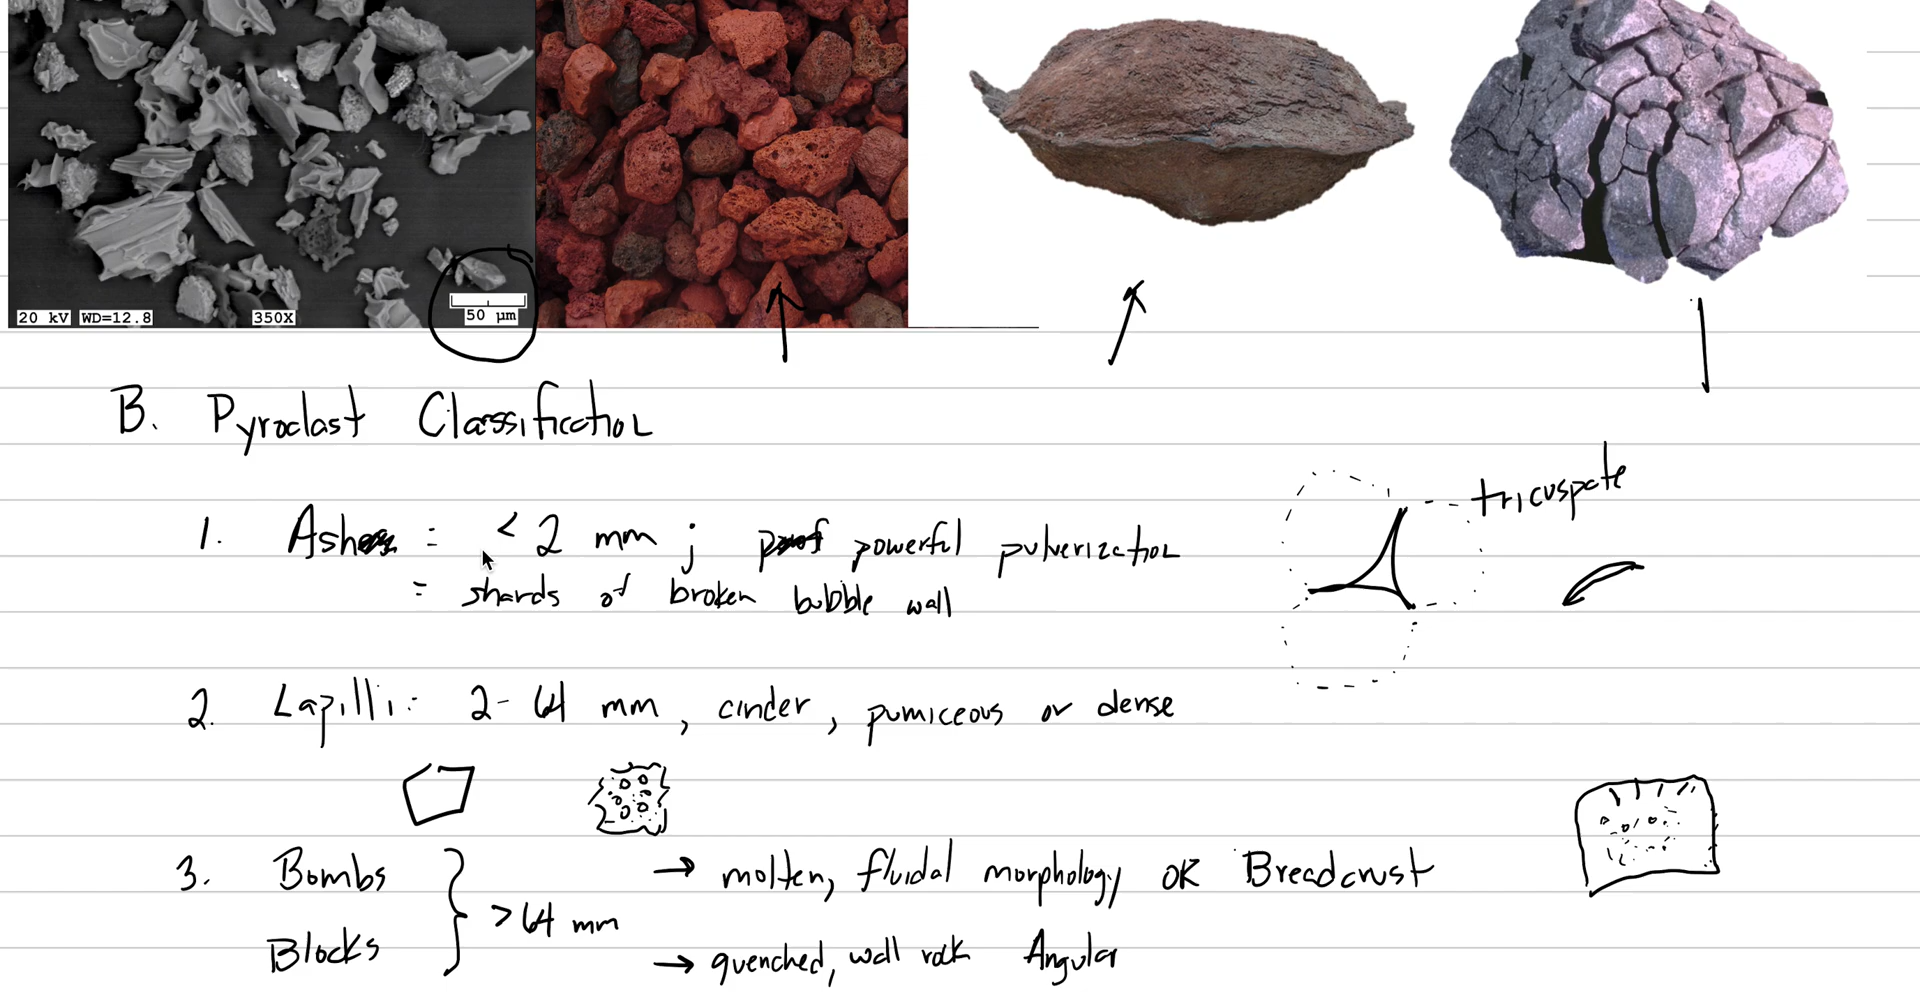 20 kV WD=12.8 350X 50 µm
B. Pyroclast Classification
tricuspate
1. Ash = < 2 mm ; powerful pulverization
= shards of broken bubble wall
2. Lapilli: 2-64 mm, cinder, pumiceous or dense
3. Bombs → molten, fluidal morphology OR Breadcrust
> 64 mm
Blocks → quenched, wall rock Angular